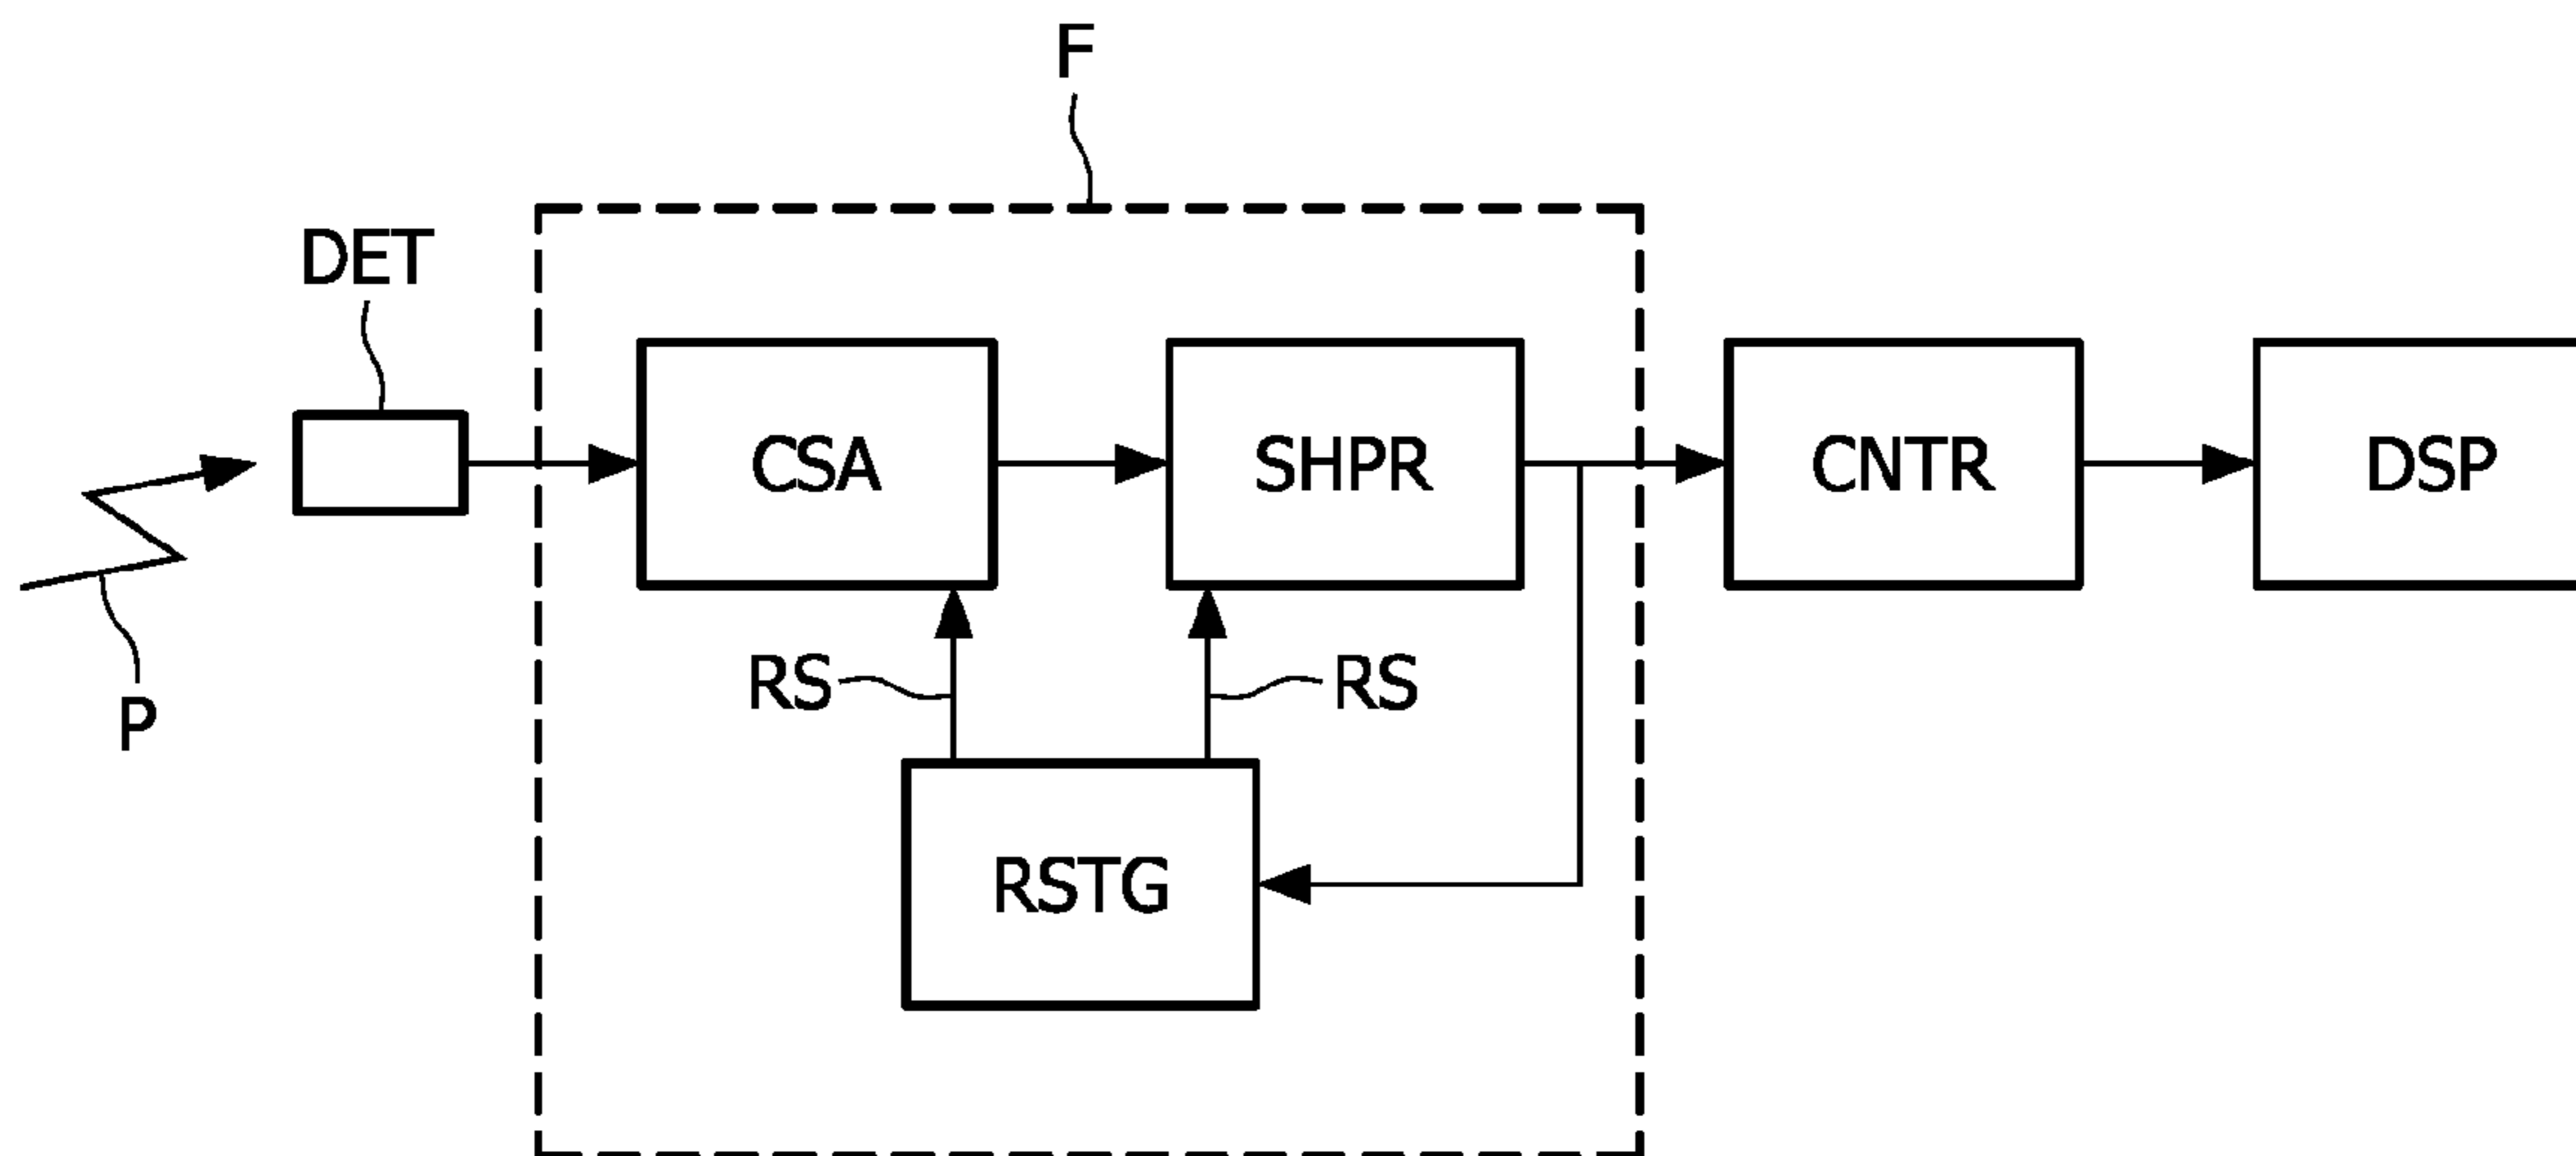 F
DET
CSA
SHPR
CNTR
DSP
RS
RS
P
RSTG